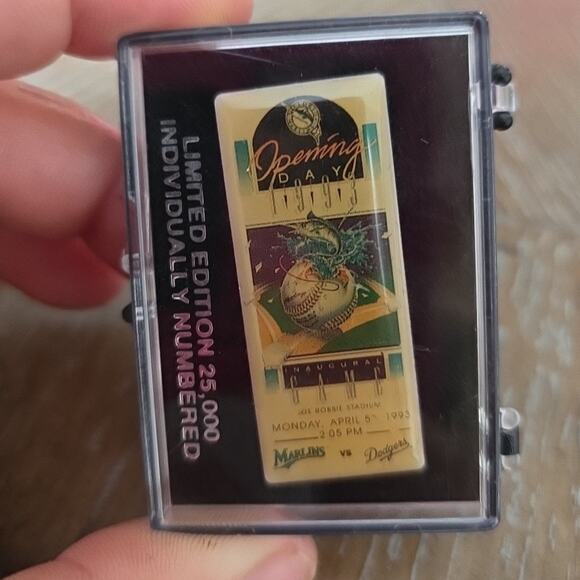 LIMITED EDITION 25,000
INDIVIDUALLY NUMBERED
Opening
DAY
1993
INAUGURAL
GAME
JOE ROBBIE STADIUM
MONDAY, APRIL 5TH 1993
2:05 PM
MARLINS VS Dodgers